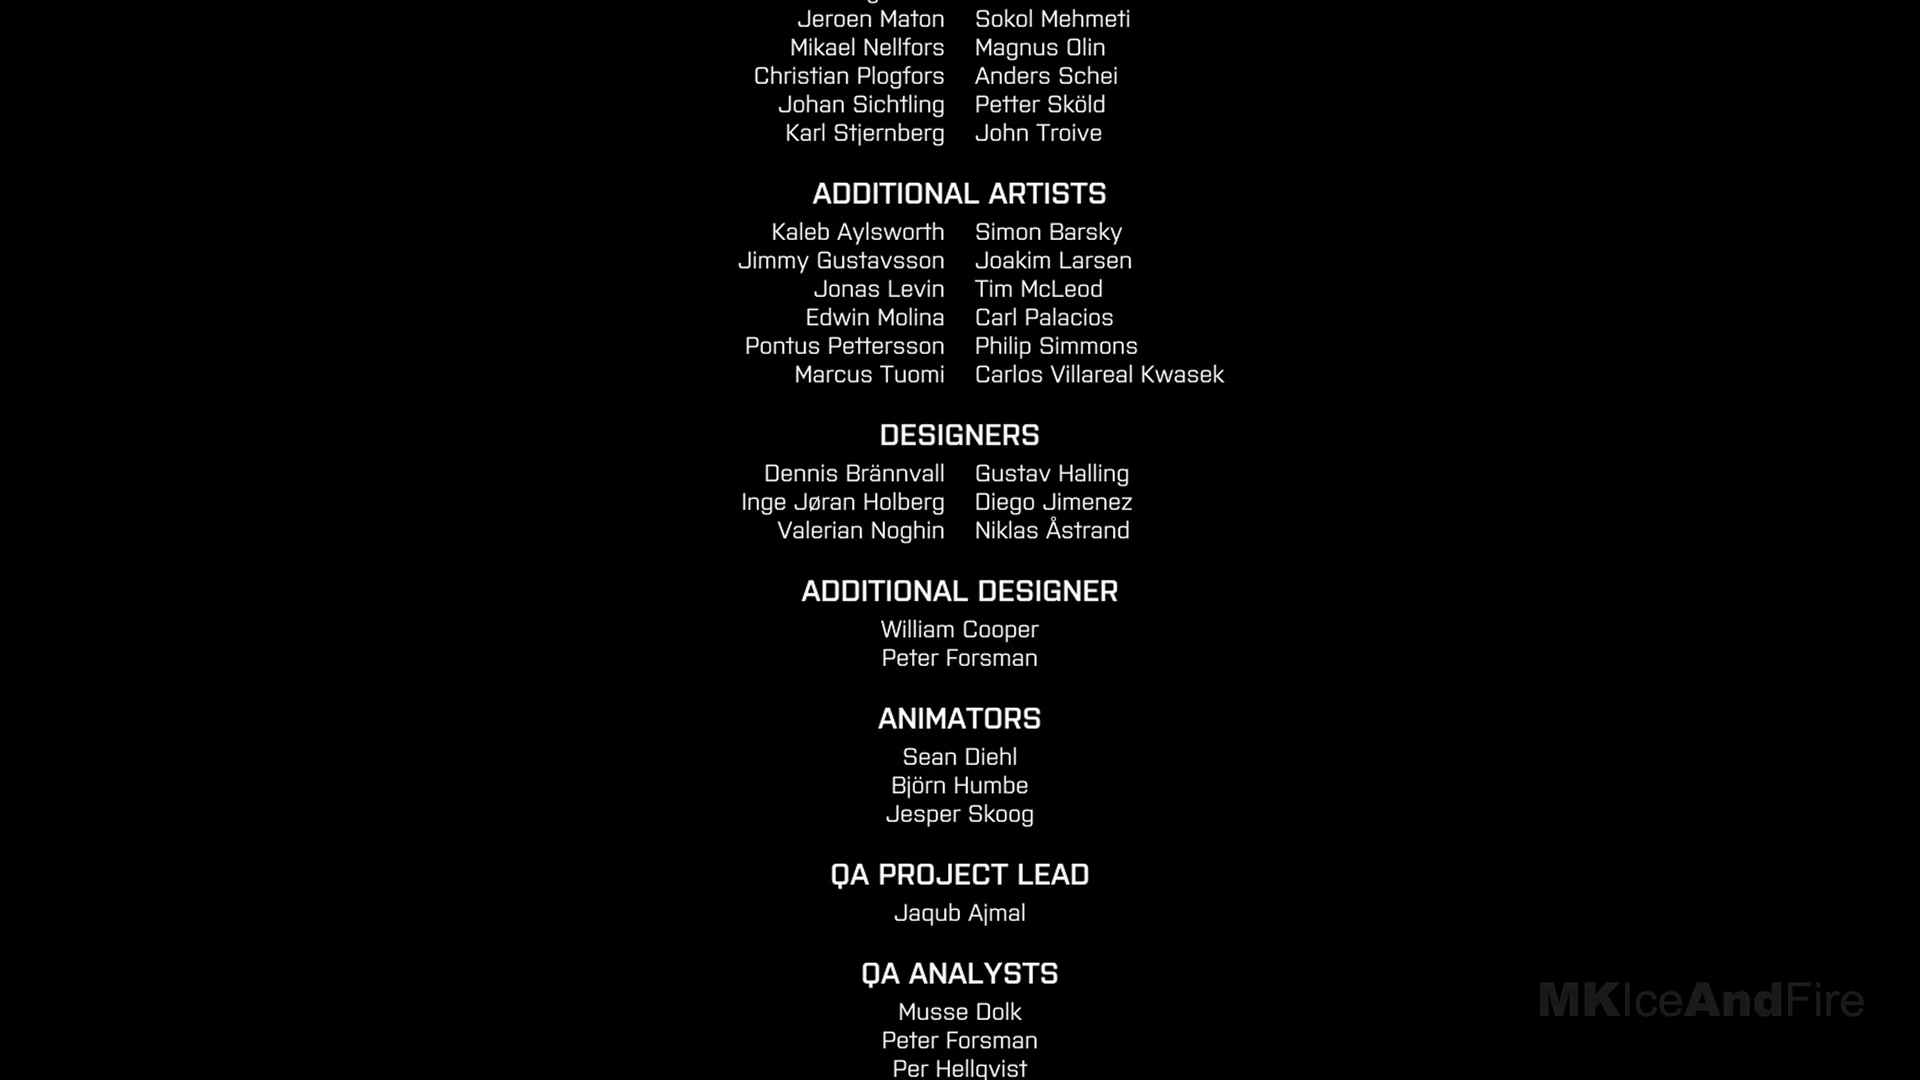 Jeroen Maton Sokol Mehmeti
Mikael Nellfors Magnus Olin
Christian Plogfors Anders Schei
Johan Sichtling Petter Sköld
Karl Stjernberg John Troive
ADDITIONAL ARTISTS
Kaleb Aylsworth Simon Barsky
Jimmy Gustavsson Joakim Larsen
Jonas Levin Tim McLeod
Edwin Molina Carl Palacios
Pontus Pettersson Philip Simmons
Marcus Tuomi Carlos Villareal Kwasek
DESIGNERS
Dennis Brännvall Gustav Halling
Inge Jøran Holberg Diego Jimenez
Valerian Noghin Niklas Åstrand
ADDITIONAL DESIGNER
William Cooper
Peter Forsman
ANIMATORS
Sean Diehl
Björn Humbe
Jesper Skoog
QA PROJECT LEAD
Jaqub Ajmal
QA ANALYSTS
Musse Dolk
Peter Forsman
Per Hellqvist
MKIceAndFire